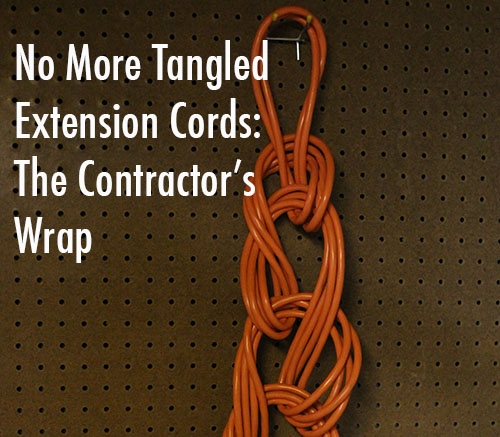 No More Tangled
Extension Cords:
The Contractor's
Wrap